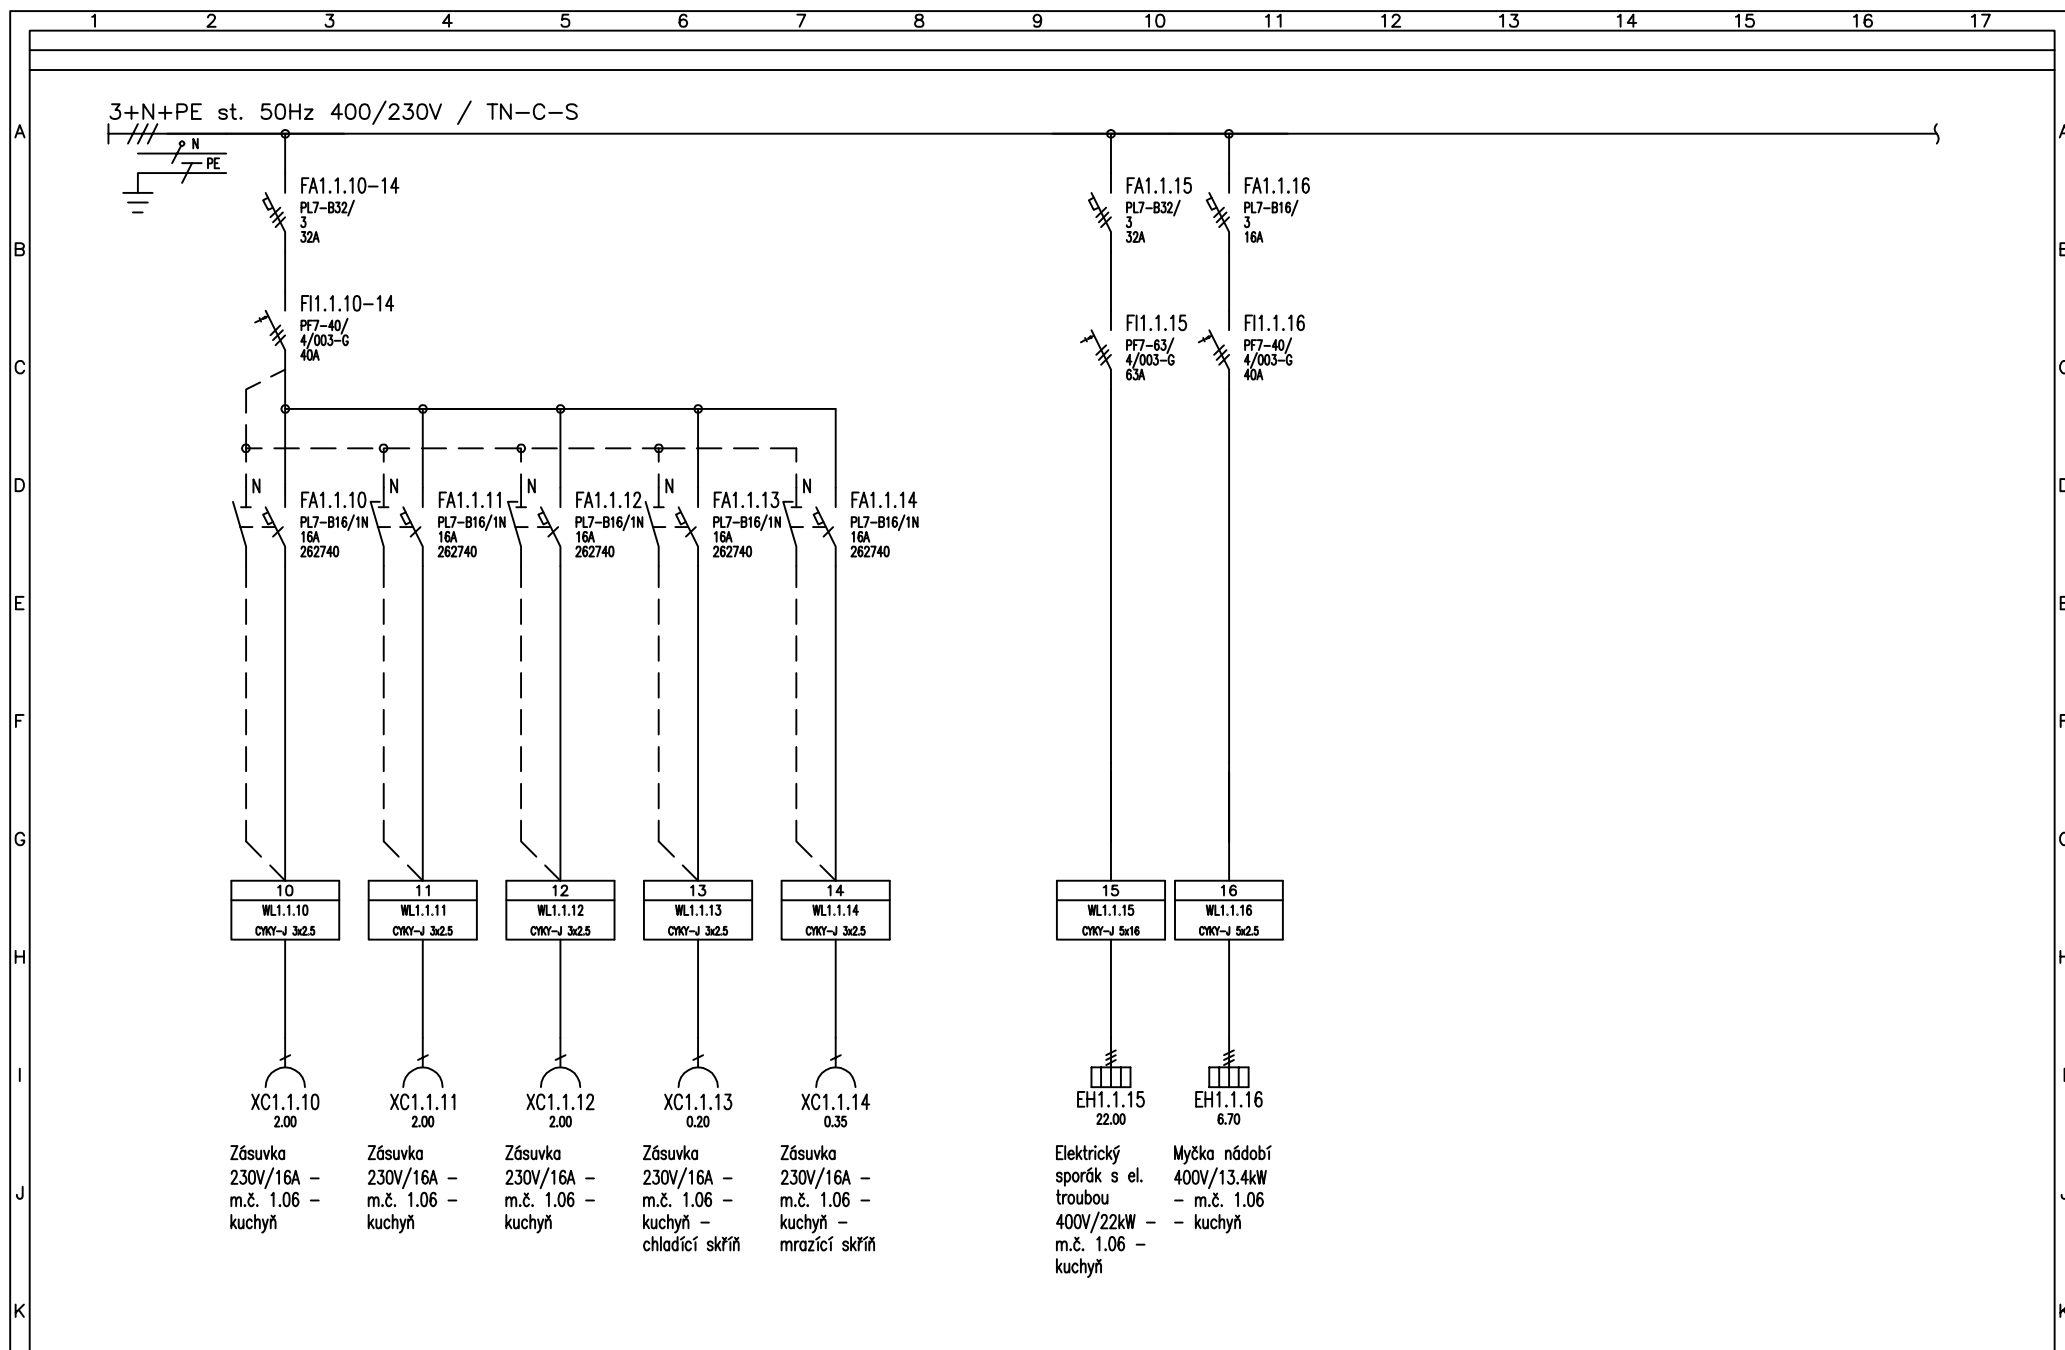 1 2 3 4 5 6 7 8 9 10 11 12 13 14 15 16 17
3+N+PE st. 50Hz 400/230V / TN-C-S
A
N
PE
FA1.1.10-14
PL7-B32/
3
32A
FA1.1.15
PL7-B32/
3
32A
FA1.1.16
PL7-B16/
3
16A
B
FI1.1.10-14
PF7-40/
4/003-G
40A
FI1.1.15
PF7-63/
4/003-G
63A
FI1.1.16
PF7-40/
4/003-G
40A
C
D
N
FA1.1.10
PL7-B16/1N
16A
262740
N
FA1.1.11
PL7-B16/1N
16A
262740
N
FA1.1.12
PL7-B16/1N
16A
262740
N
FA1.1.13
PL7-B16/1N
16A
262740
N
FA1.1.14
PL7-B16/1N
16A
262740
E
F
G
10
WL1.1.10
CYKY-J 3x2.5
11
WL1.1.11
CYKY-J 3x2.5
12
WL1.1.12
CYKY-J 3x2.5
13
WL1.1.13
CYKY-J 3x2.5
14
WL1.1.14
CYKY-J 3x2.5
15
WL1.1.15
CYKY-J 5x16
16
WL1.1.16
CYKY-J 5x2.5
H
I
XC1.1.10
2.00
Zásuvka
230V/16A -
m.č. 1.06 -
kuchyň
XC1.1.11
2.00
Zásuvka
230V/16A -
m.č. 1.06 -
kuchyň
XC1.1.12
2.00
Zásuvka
230V/16A -
m.č. 1.06 -
kuchyň
XC1.1.13
0.20
Zásuvka
230V/16A -
m.č. 1.06 -
kuchyň -
chladící skříň
XC1.1.14
0.35
Zásuvka
230V/16A -
m.č. 1.06 -
kuchyň -
mrazící skříň
EH1.1.15
22.00
Elektrický
sporák s el.
troubou
400V/22kW -
m.č. 1.06 -
kuchyň
EH1.1.16
6.70
Myčka nádobí
400V/13.4kW
- m.č. 1.06
- kuchyň
J
K